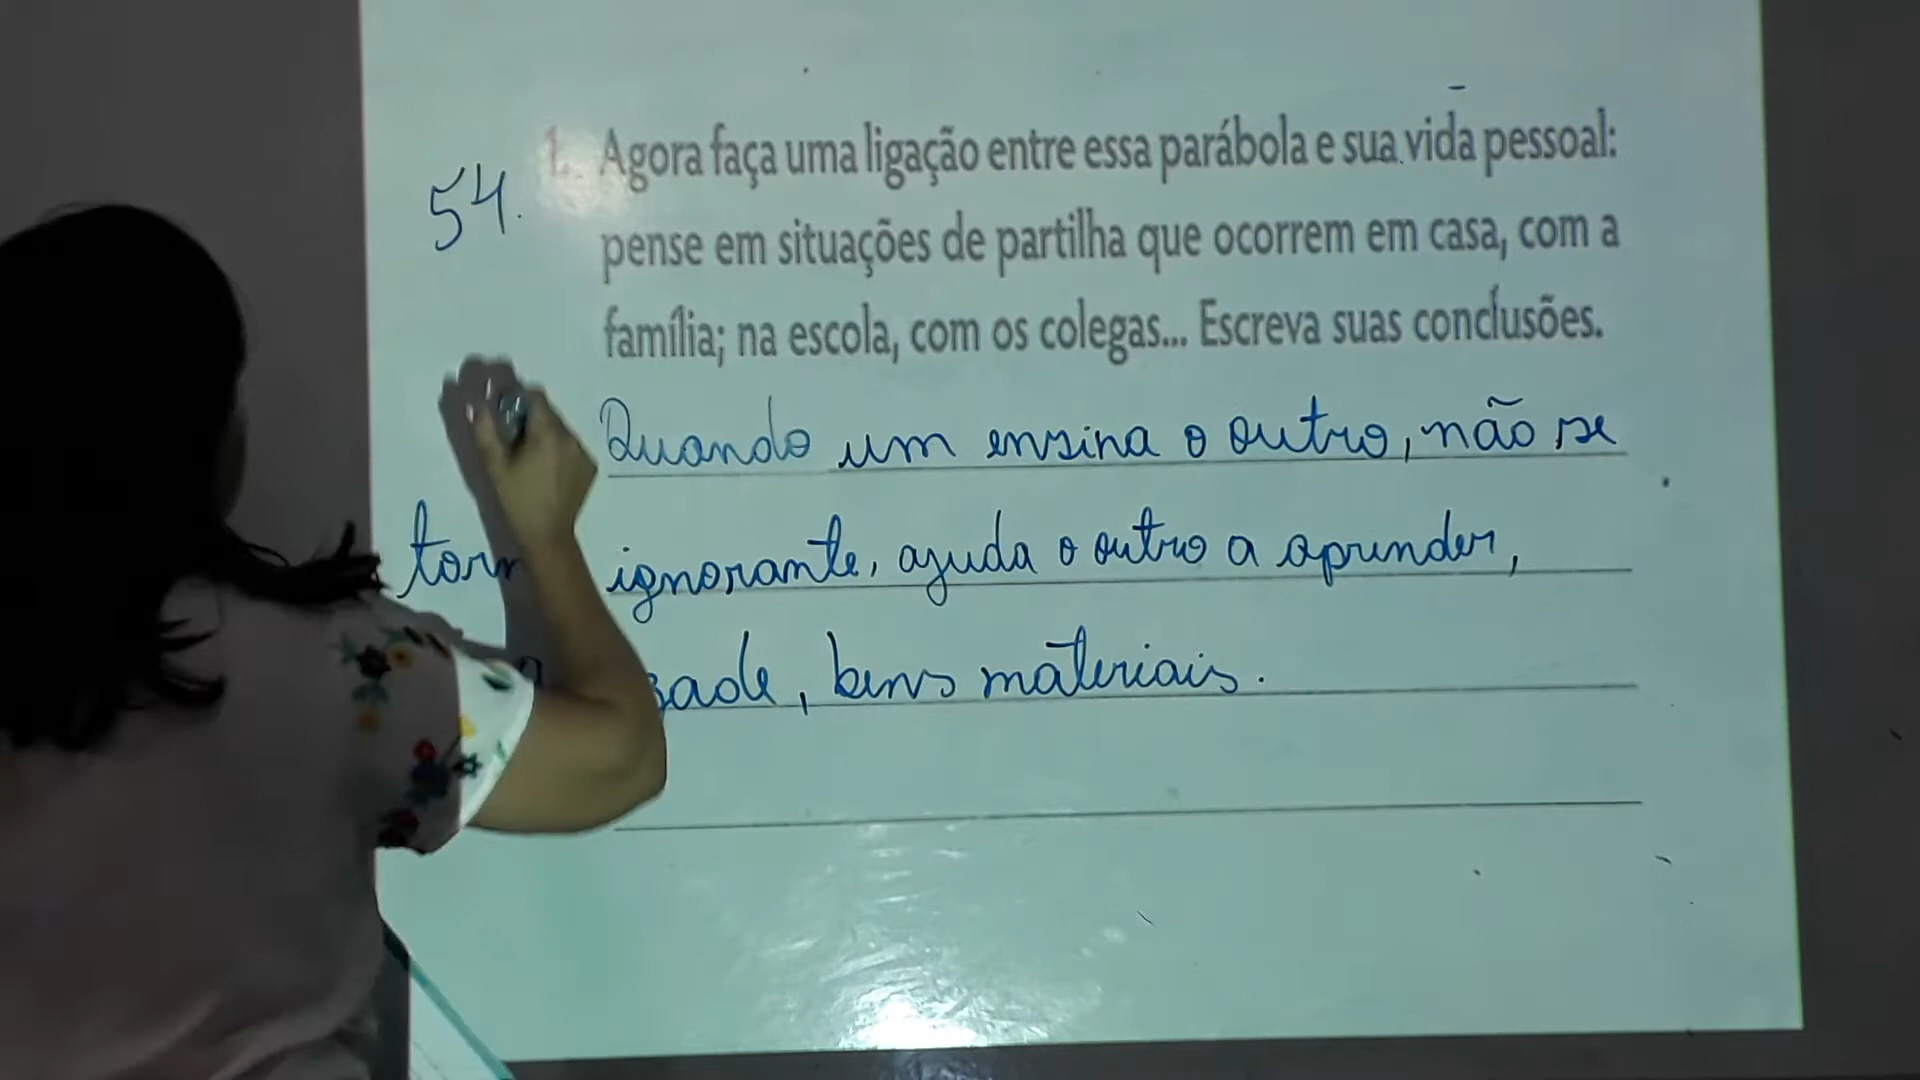 54.
1. Agora faça uma ligação entre essa parábola e sua vida pessoal:
pense em situações de partilha que ocorrem em casa, com a
família; na escola, com os colegas... Escreva suas conclusões.
Quando um ensina o outro, não se
ignorante, ajuda o outro a aprender,
bens materiais.